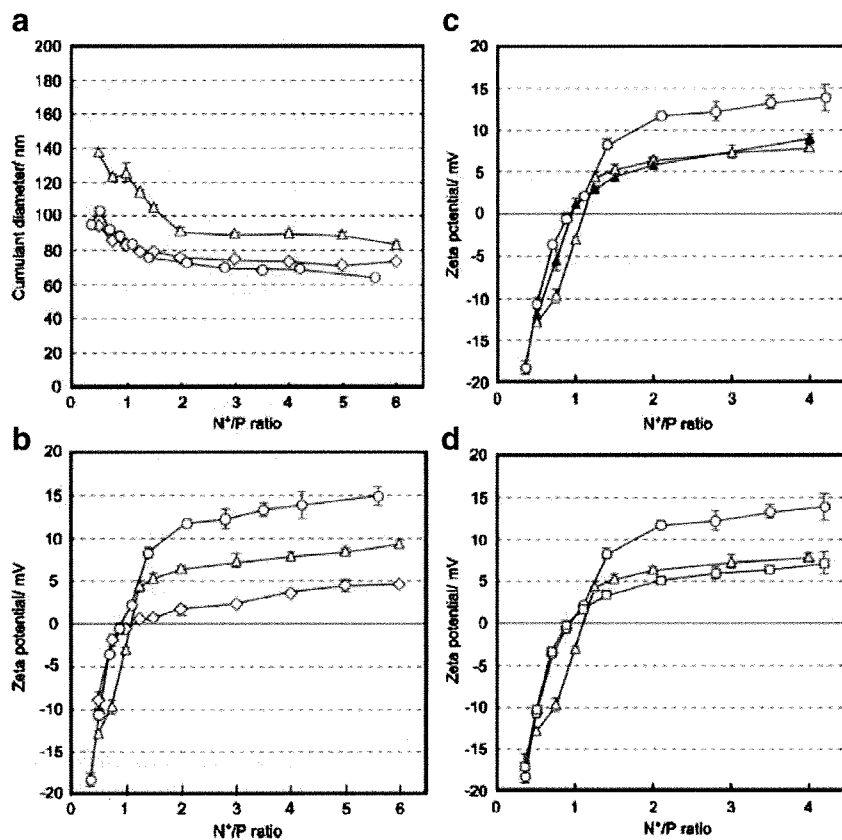 a
200
180
160
140
120
100
80
60
40
20
0
Cumulant diameter/ nm
0 1 2 3 4 5 6
N⁺/P ratio
c
20
15
10
5
0
-5
-10
-15
-20
Zeta potential/ mV
0 1 2 3 4
N⁺/P ratio
b
20
15
10
5
0
-5
-10
-15
-20
Zeta potential/ mV
0 1 2 3 4 5 6
N⁺/P ratio
d
20
15
10
5
0
-5
-10
-15
-20
Zeta potential/ mV
0 1 2 3 4
N⁺/P ratio